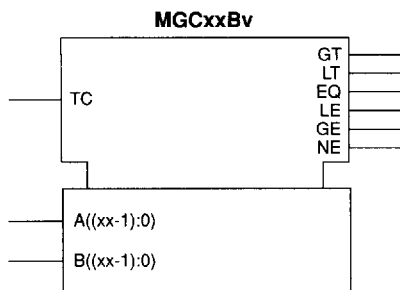 MGCxxBv
GT
LT
TC
EQ
LE
GE
NE
A((xx-1):0)
B((xx-1):0)